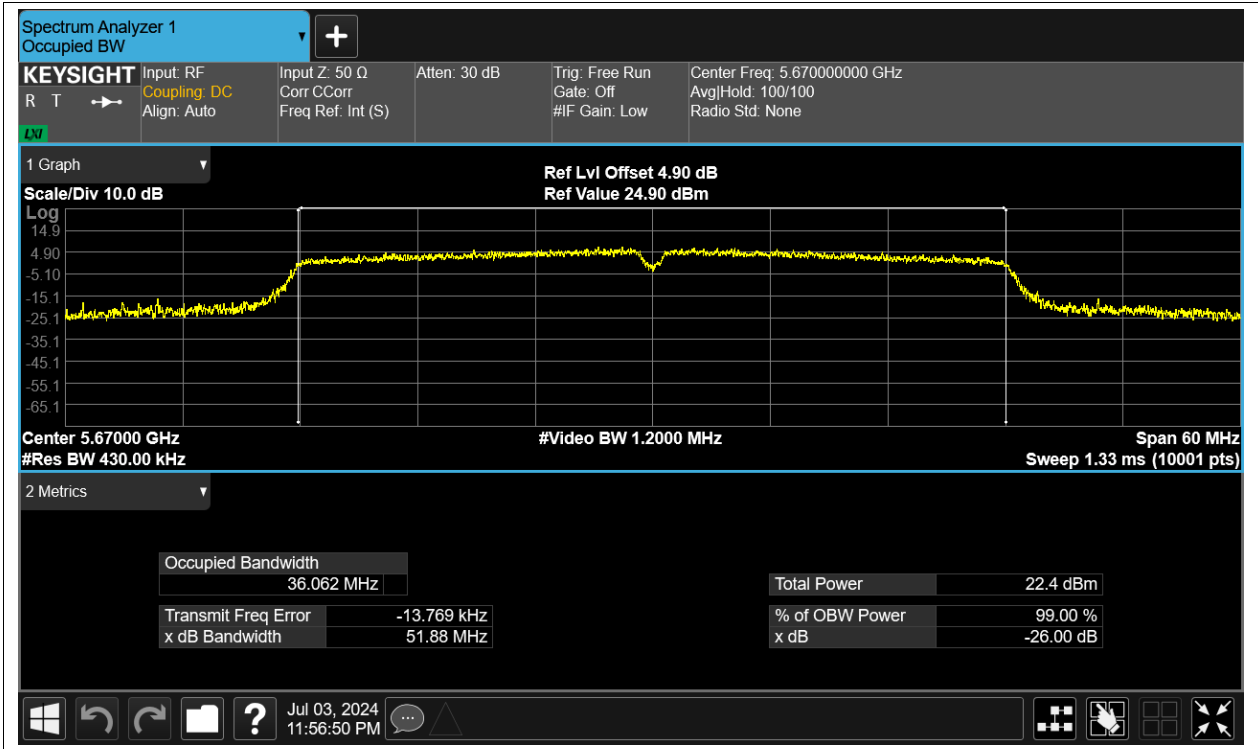 Spectrum Analyzer 1
Occupied BW
KEYSIGHT
R T
LXI
Input: RF
Coupling: DC
Align: Auto
Input Z: 50 Ω
Corr CCorr
Freq Ref: Int (S)
Atten: 30 dB
Trig: Free Run
Gate: Off
#IF Gain: Low
Center Freq: 5.670000000 GHz
Avg|Hold: 100/100
Radio Std: None
1 Graph
Scale/Div 10.0 dB
Ref Lvl Offset 4.90 dB
Ref Value 24.90 dBm
Log
14.9
4.90
-5.10
-15.1
-25.1
-35.1
-45.1
-55.1
-65.1
Center 5.67000 GHz
#Video BW 1.2000 MHz
Span 60 MHz
#Res BW 430.00 kHz
Sweep 1.33 ms (10001 pts)
2 Metrics
Occupied Bandwidth
36.062 MHz
Total Power 22.4 dBm
Transmit Freq Error -13.769 kHz
% of OBW Power 99.00 %
x dB Bandwidth 51.88 MHz
x dB -26.00 dB
?
Jul 03, 2024
11:56:50 PM